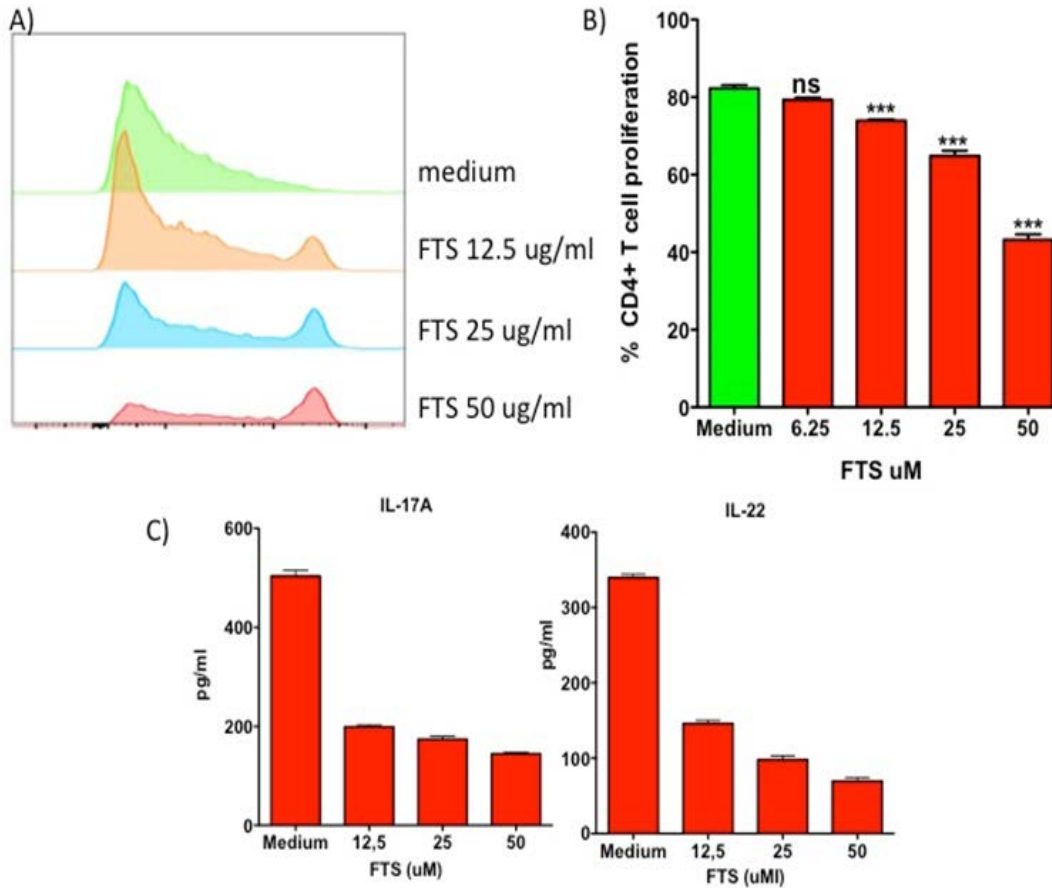 A)
medium
FTS 12.5 ug/ml
FTS 25 ug/ml
FTS 50 ug/ml
B)
% CD4+ T cell proliferation
100
80
60
40
20
0
ns
***
***
***
Medium 6.25 12.5 25 50
FTS uM
C)
IL-17A
pg/ml
600
400
200
0
Medium 12,5 25 50
FTS (uM)
IL-22
pg/ml
400
300
200
100
0
Medium 12,5 25 50
FTS (uMl)